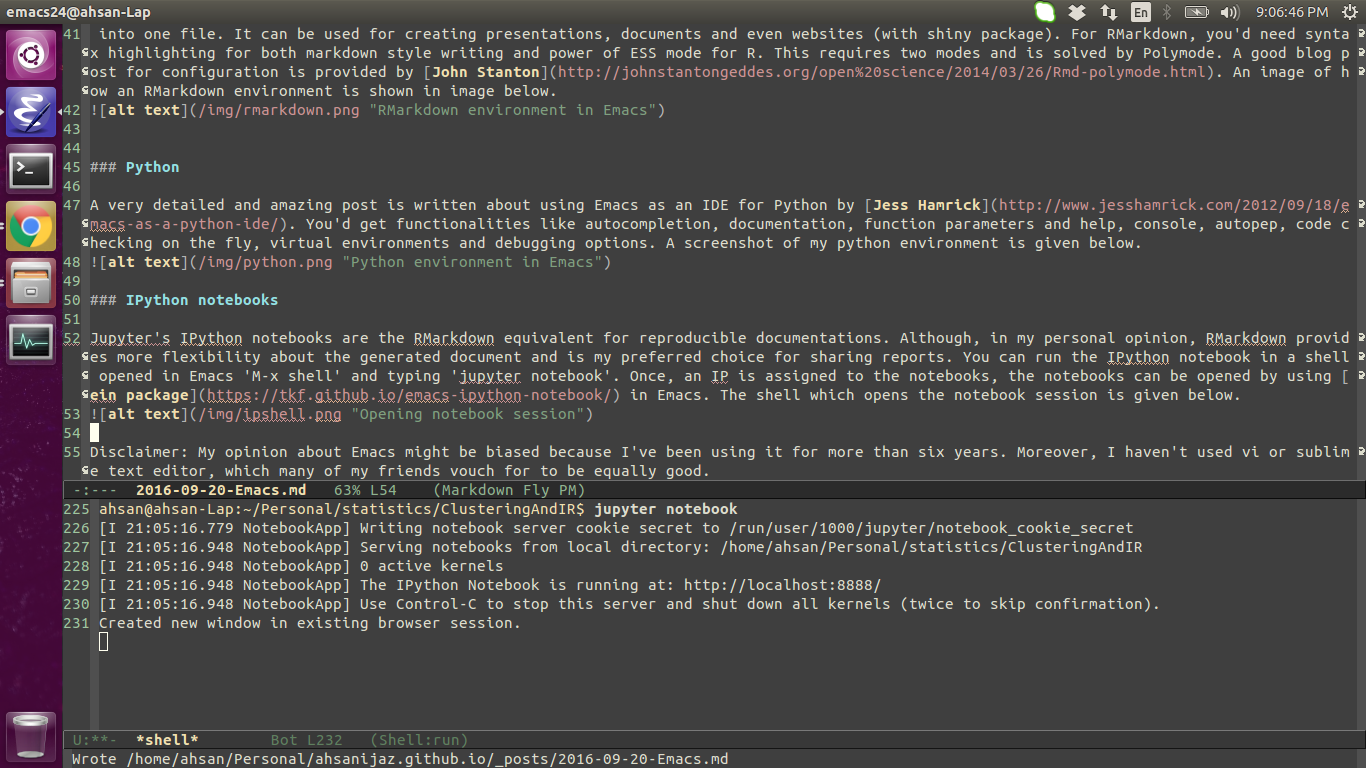 emacs24@ahsan-Lap
En
9:06:46 PM
41 into one file. It can be used for creating presentations, documents and even websites (with shiny package). For RMarkdown, you'd need synta
x highlighting for both markdown style writing and power of ESS mode for R. This requires two modes and is solved by Polymode. A good blog p
ost for configuration is provided by [John Stanton](http://johnstantongeddes.org/open%20science/2014/03/26/Rmd-polymode.html). An image of h
ow an RMarkdown environment is shown in image below.
42 ![alt text](/img/rmarkdown.png "RMarkdown environment in Emacs")
43
44
45 ### Python
46
47 A very detailed and amazing post is written about using Emacs as an IDE for Python by [Jess Hamrick](http://www.jesshamrick.com/2012/09/18/e
macs-as-a-python-ide/). You'd get functionalities like autocompletion, documentation, function parameters and help, console, autopep, code c
hecking on the fly, virtual environments and debugging options. A screenshot of my python environment is given below.
48 ![alt text](/img/python.png "Python environment in Emacs")
49
50 ### IPython notebooks
51
52 Jupyter's IPython notebooks are the RMarkdown equivalent for reproducible documentations. Although, in my personal opinion, RMarkdown provid
es more flexibility about the generated document and is my preferred choice for sharing reports. You can run the IPython notebook in a shell
opened in Emacs 'M-x shell' and typing 'jupyter notebook'. Once, an IP is assigned to the notebooks, the notebooks can be opened by using [
ein package](https://tkf.github.io/emacs-ipython-notebook/) in Emacs. The shell which opens the notebook session is given below.
53 ![alt text](/img/ipshell.png "Opening notebook session")
54
55 Disclaimer: My opinion about Emacs might be biased because I've been using it for more than six years. Moreover, I haven't used vi or sublim
e text editor, which many of my friends vouch for to be equally good.
-:--- 2016-09-20-Emacs.md 63% L54 (Markdown Fly PM)
225 ahsan@ahsan-Lap:~/Personal/statistics/ClusteringAndIR$ jupyter notebook
226 [I 21:05:16.779 NotebookApp] Writing notebook server cookie secret to /run/user/1000/jupyter/notebook_cookie_secret
227 [I 21:05:16.948 NotebookApp] Serving notebooks from local directory: /home/ahsan/Personal/statistics/ClusteringAndIR
228 [I 21:05:16.948 NotebookApp] 0 active kernels
229 [I 21:05:16.948 NotebookApp] The IPython Notebook is running at: http://localhost:8888/
230 [I 21:05:16.948 NotebookApp] Use Control-C to stop this server and shut down all kernels (twice to skip confirmation).
231 Created new window in existing browser session.
U:**- *shell* Bot L232 (Shell:run)
Wrote /home/ahsan/Personal/ahsanijaz.github.io/_posts/2016-09-20-Emacs.md